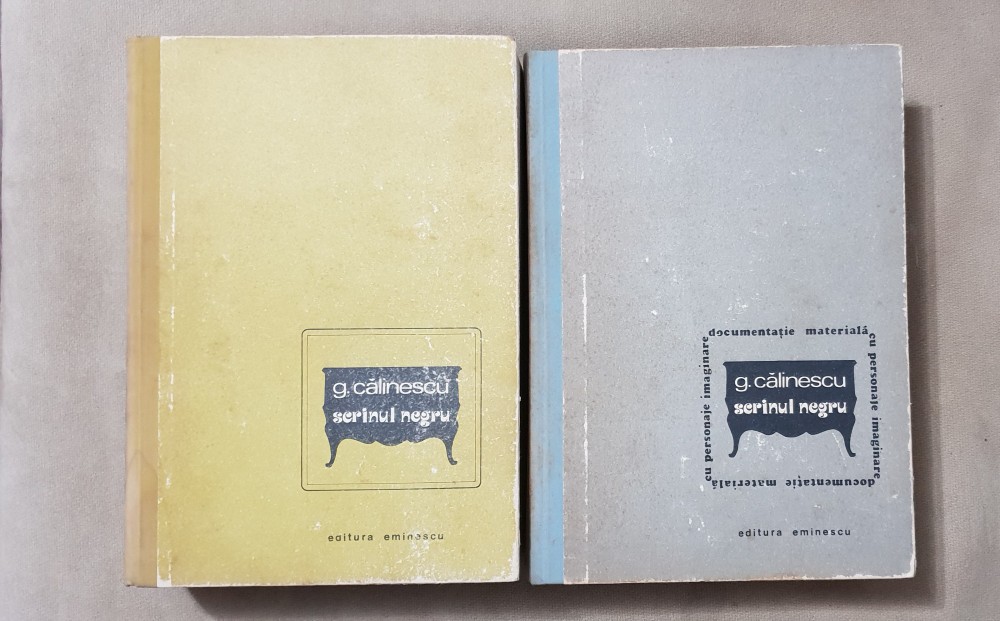 g. călinescu
scrinul negru
editura eminescu
documentație materială
cu personaje imaginare
documentație materială
cu personaje imaginare
g. călinescu
scrinul negru
editura eminescu